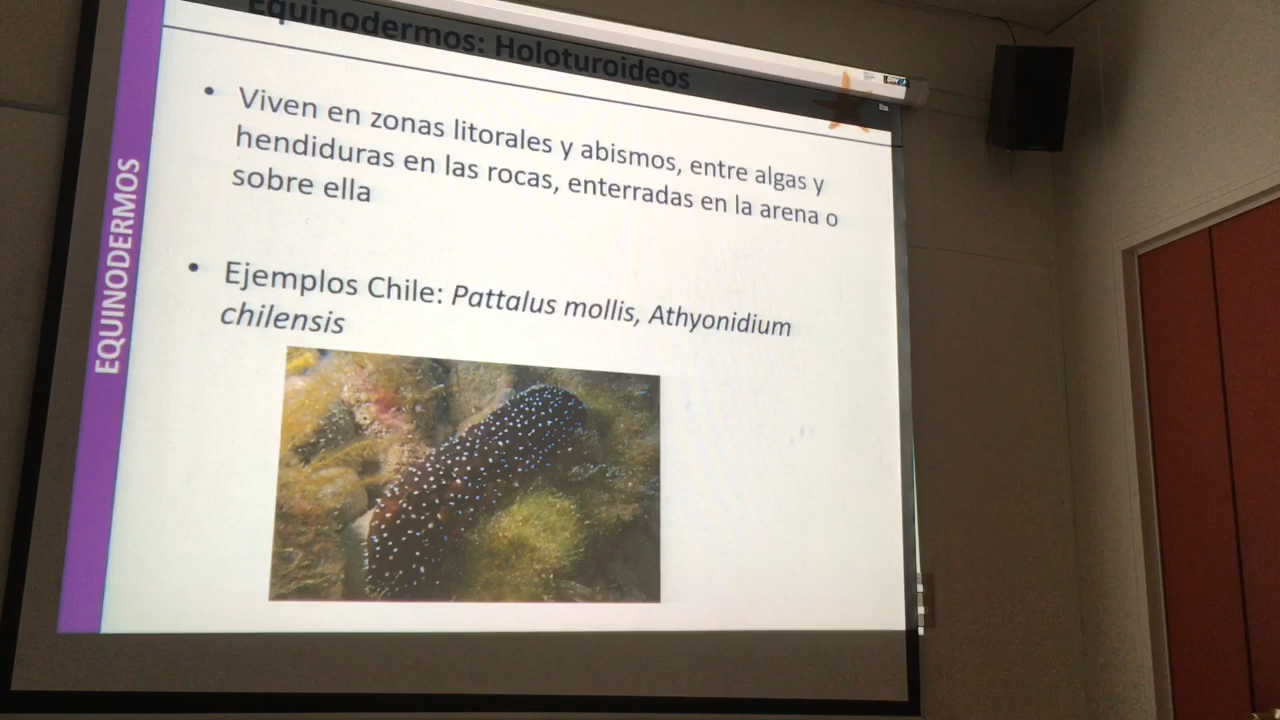 Equinodermos: Holoturoideos
• Viven en zonas litorales y abismos, entre algas y
hendiduras en las rocas, enterradas en la arena o
sobre ella
• Ejemplos Chile: Pattalus mollis, Athyonidium
chilensis
EQUINODERMOS